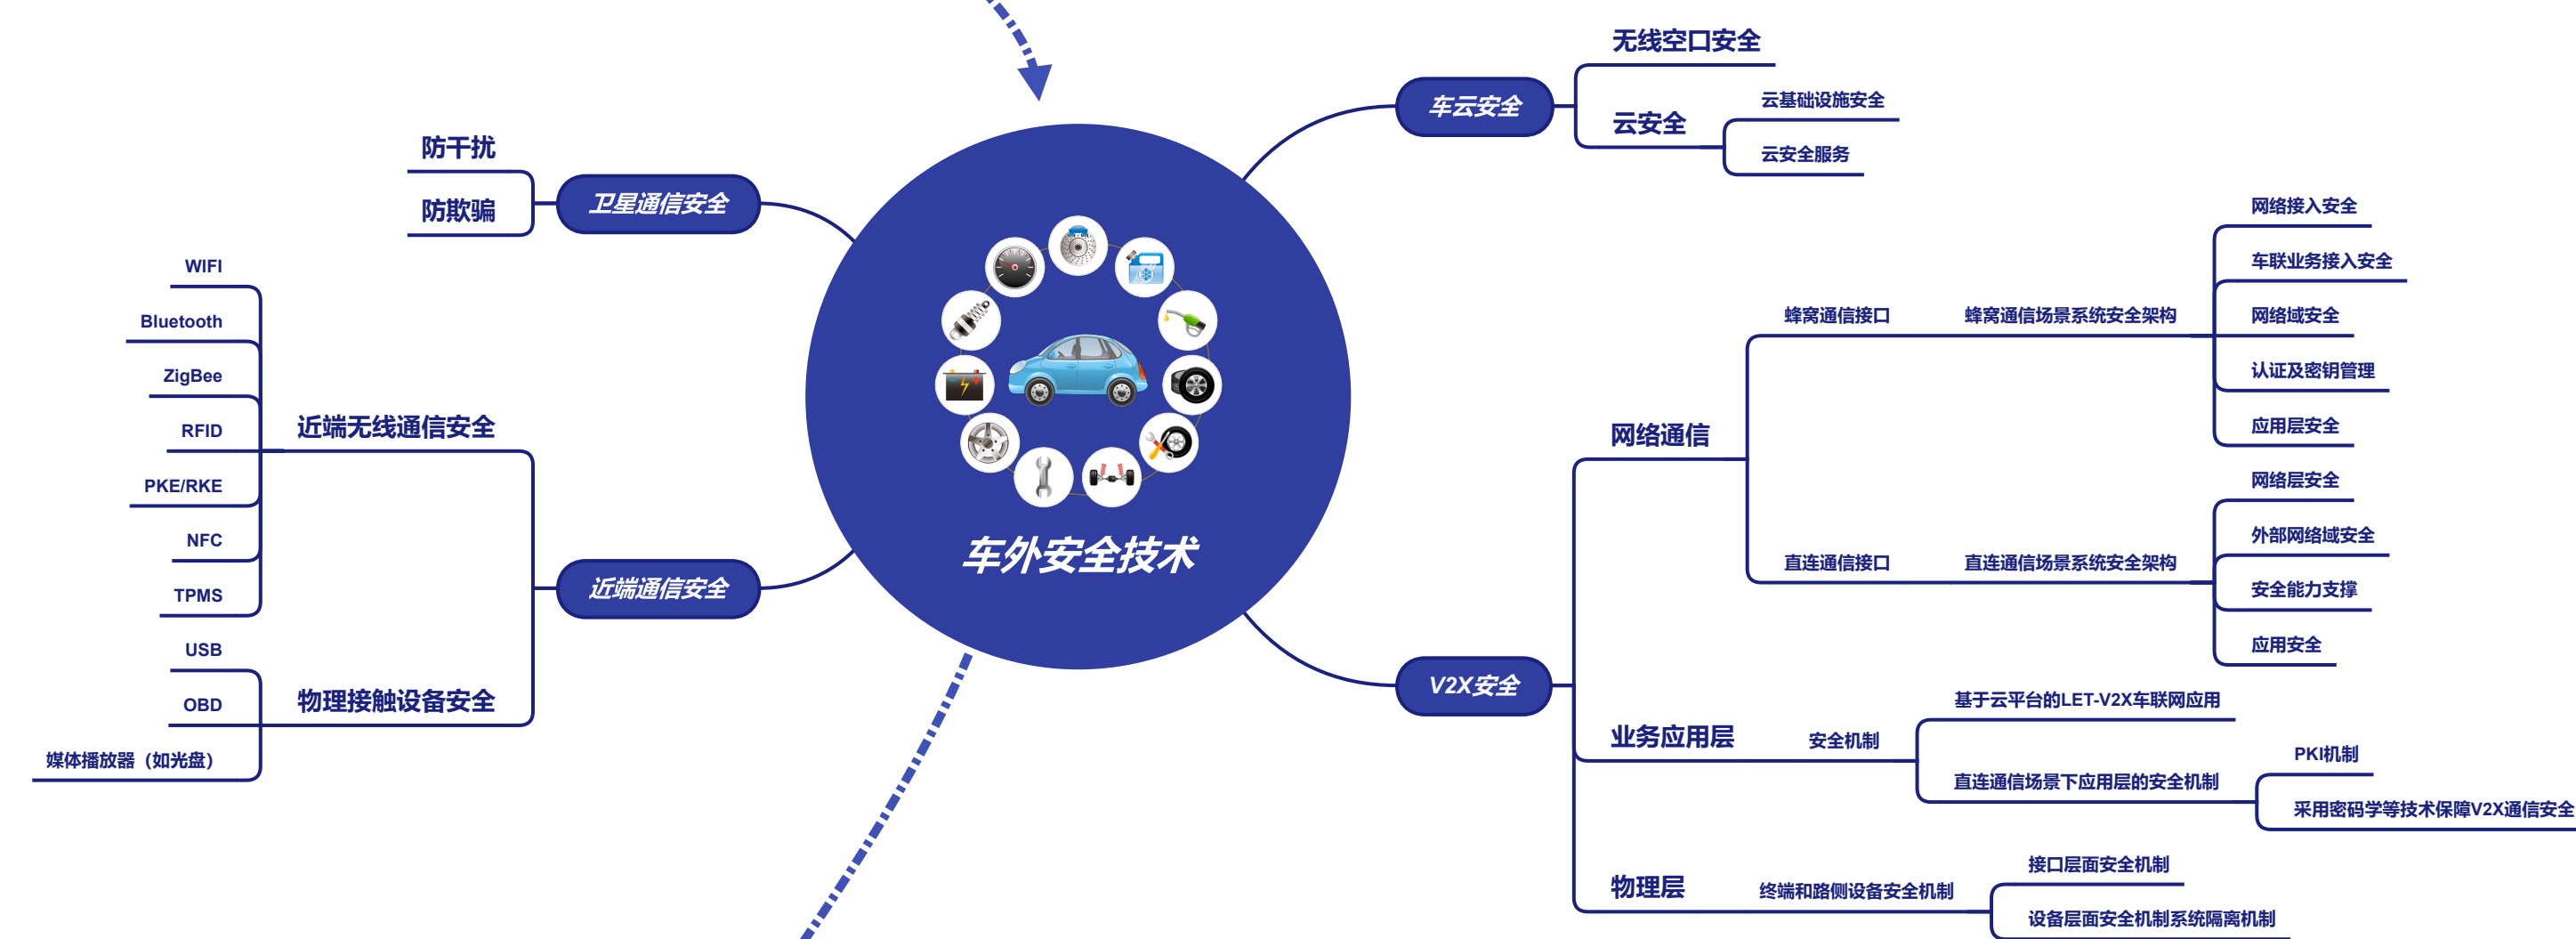 车外安全技术
卫星通信安全
防干扰
防欺骗
近端通信安全
近端无线通信安全
WIFI
Bluetooth
ZigBee
RFID
PKE/RKE
NFC
TPMS
物理接触设备安全
USB
OBD
媒体播放器（如光盘）
车云安全
无线空口安全
云安全
云基础设施安全
云安全服务
V2X安全
网络通信
蜂窝通信接口
蜂窝通信场景系统安全架构
网络接入安全
车联业务接入安全
网络域安全
认证及密钥管理
应用层安全
直连通信接口
直连通信场景系统安全架构
网络层安全
外部网络域安全
安全能力支撑
应用安全
业务应用层
安全机制
基于云平台的LET-V2X车联网应用
直连通信场景下应用层的安全机制
PKI机制
采用密码学等技术保障V2X通信安全
物理层
终端和路侧设备安全机制
接口层面安全机制
设备层面安全机制系统隔离机制